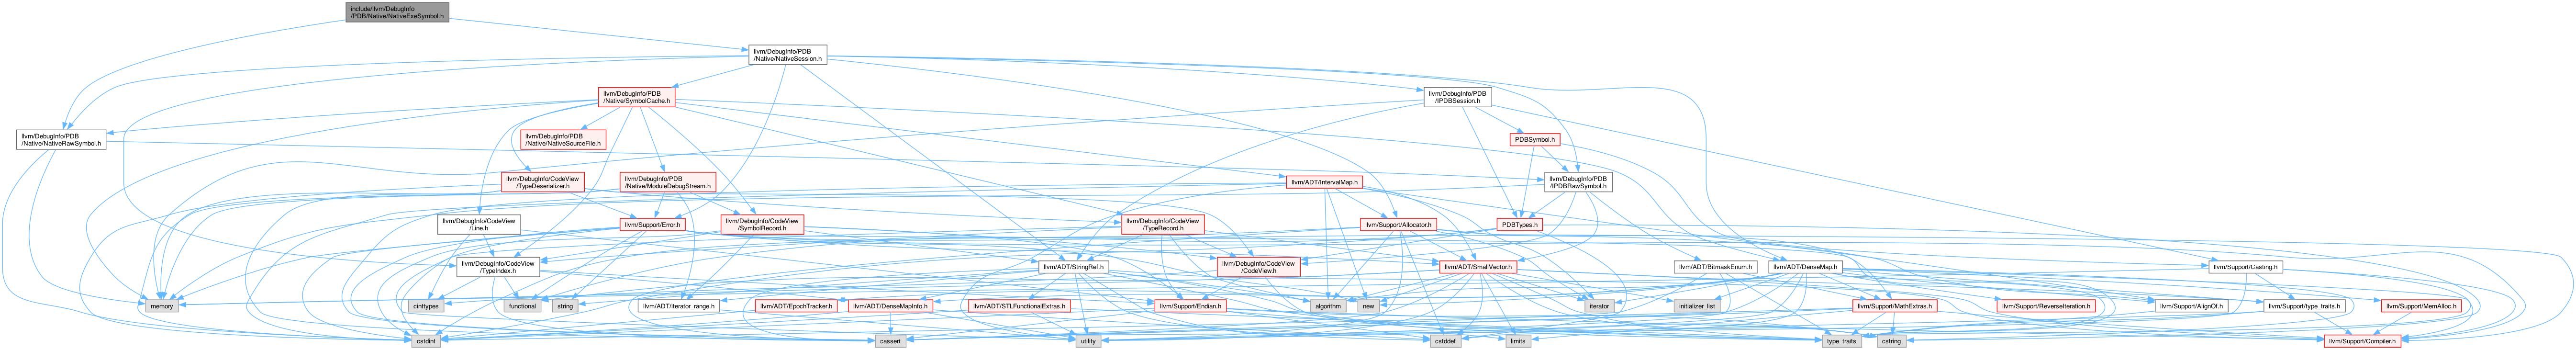 include/llvm/DebugInfo
/PDB/Native/NativeExeSymbol.h
llvm/DebugInfo/PDB
/Native/NativeSession.h
llvm/DebugInfo/PDB
/Native/SymbolCache.h
llvm/DebugInfo/PDB
/IPDBSession.h
llvm/DebugInfo/PDB
/Native/NativeRawSymbol.h
llvm/DebugInfo/PDB
/Native/NativeSourceFile.h
PDBSymbol.h
llvm/DebugInfo/CodeView
/TypeDeserializer.h
llvm/DebugInfo/PDB
/Native/ModuleDebugStream.h
llvm/ADT/IntervalMap.h
llvm/DebugInfo/PDB
/IPDBRawSymbol.h
llvm/DebugInfo/CodeView
/Line.h
llvm/Support/Error.h
llvm/DebugInfo/CodeView
/SymbolRecord.h
llvm/DebugInfo/CodeView
/TypeRecord.h
llvm/Support/Allocator.h
PDBTypes.h
llvm/DebugInfo/CodeView
/TypeIndex.h
llvm/ADT/StringRef.h
llvm/DebugInfo/CodeView
/CodeView.h
llvm/ADT/SmallVector.h
llvm/ADT/BitmaskEnum.h
llvm/ADT/DenseMap.h
llvm/Support/Casting.h
memory
cinttypes
functional
string
llvm/ADT/iterator_range.h
llvm/ADT/EpochTracker.h
llvm/ADT/DenseMapInfo.h
llvm/ADT/STLFunctionalExtras.h
llvm/Support/Endian.h
algorithm
new
iterator
initializer_list
llvm/Support/MathExtras.h
llvm/Support/ReverseIteration.h
llvm/Support/AlignOf.h
llvm/Support/type_traits.h
llvm/Support/MemAlloc.h
cstdint
cassert
utility
cstddef
limits
type_traits
cstring
llvm/Support/Compiler.h